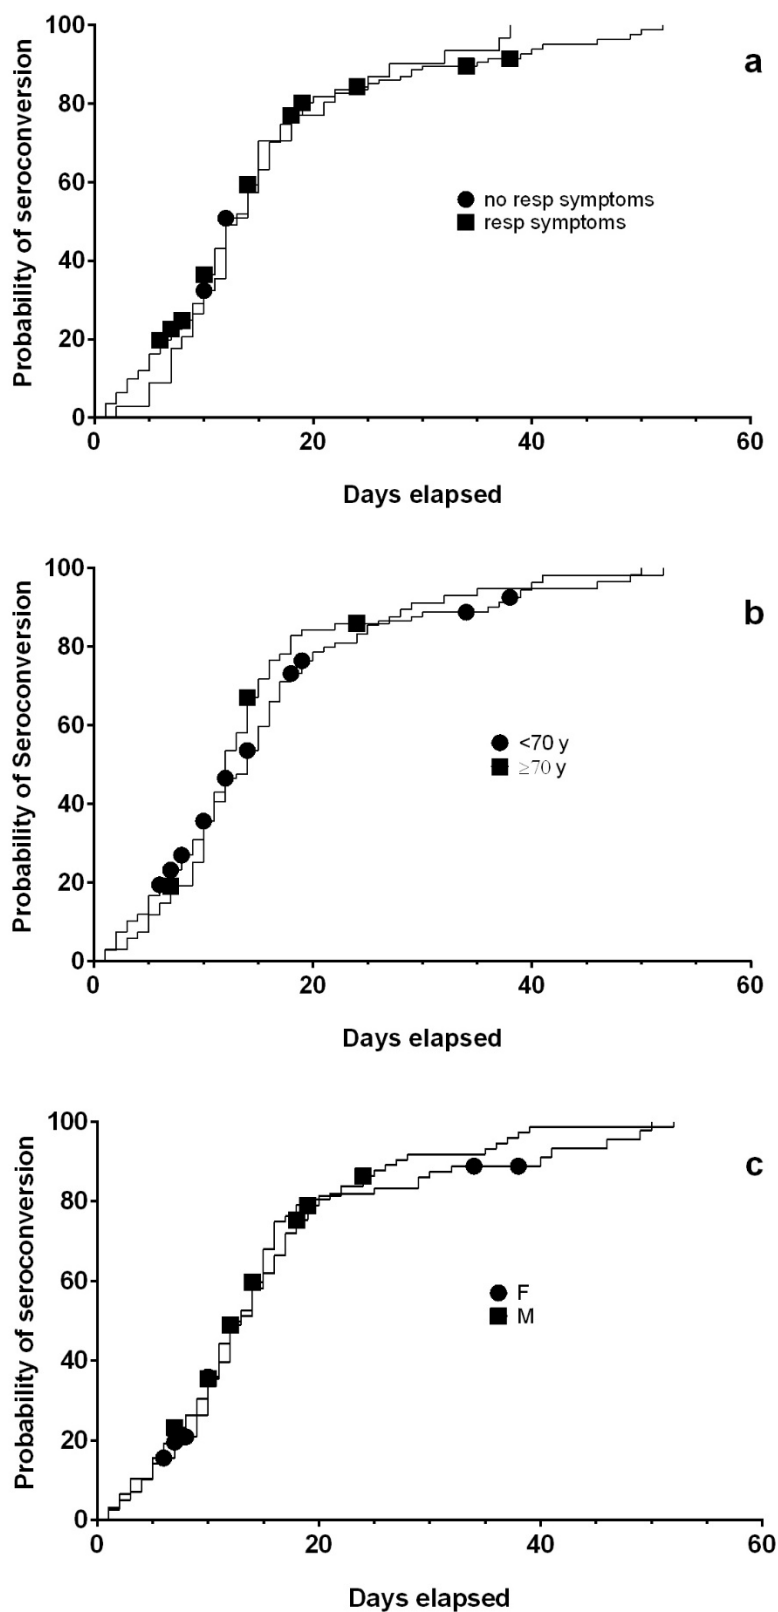 a
Probability of seroconversion
100
80
60
40
20
0
no resp symptoms
resp symptoms
0 20 40 60
Days elapsed
b
Probability of Seroconversion
100
80
60
40
20
0
<70 y
≥70 y
0 20 40 60
Days elapsed
c
Probability of seroconversion
100
80
60
40
20
0
F
M
0 20 40 60
Days elapsed